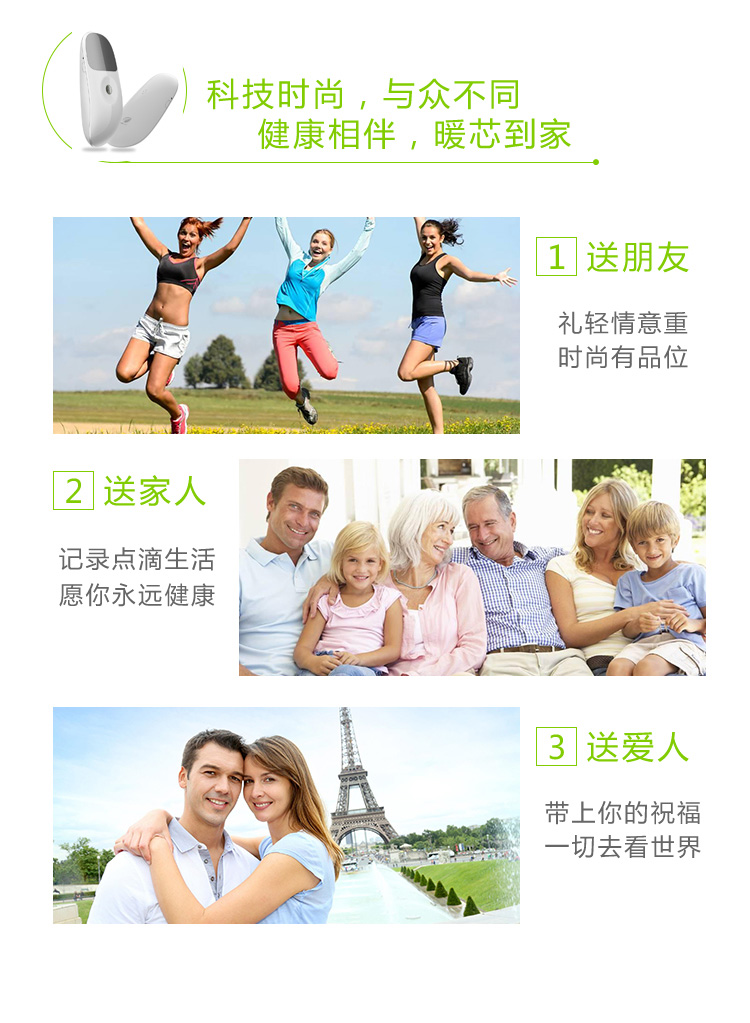 科技时尚，与众不同
健康相伴，暖芯到家
1 送朋友
礼轻情意重
时尚有品位
2 送家人
记录点滴生活
愿你永远健康
3 送爱人
带上你的祝福
一切去看世界